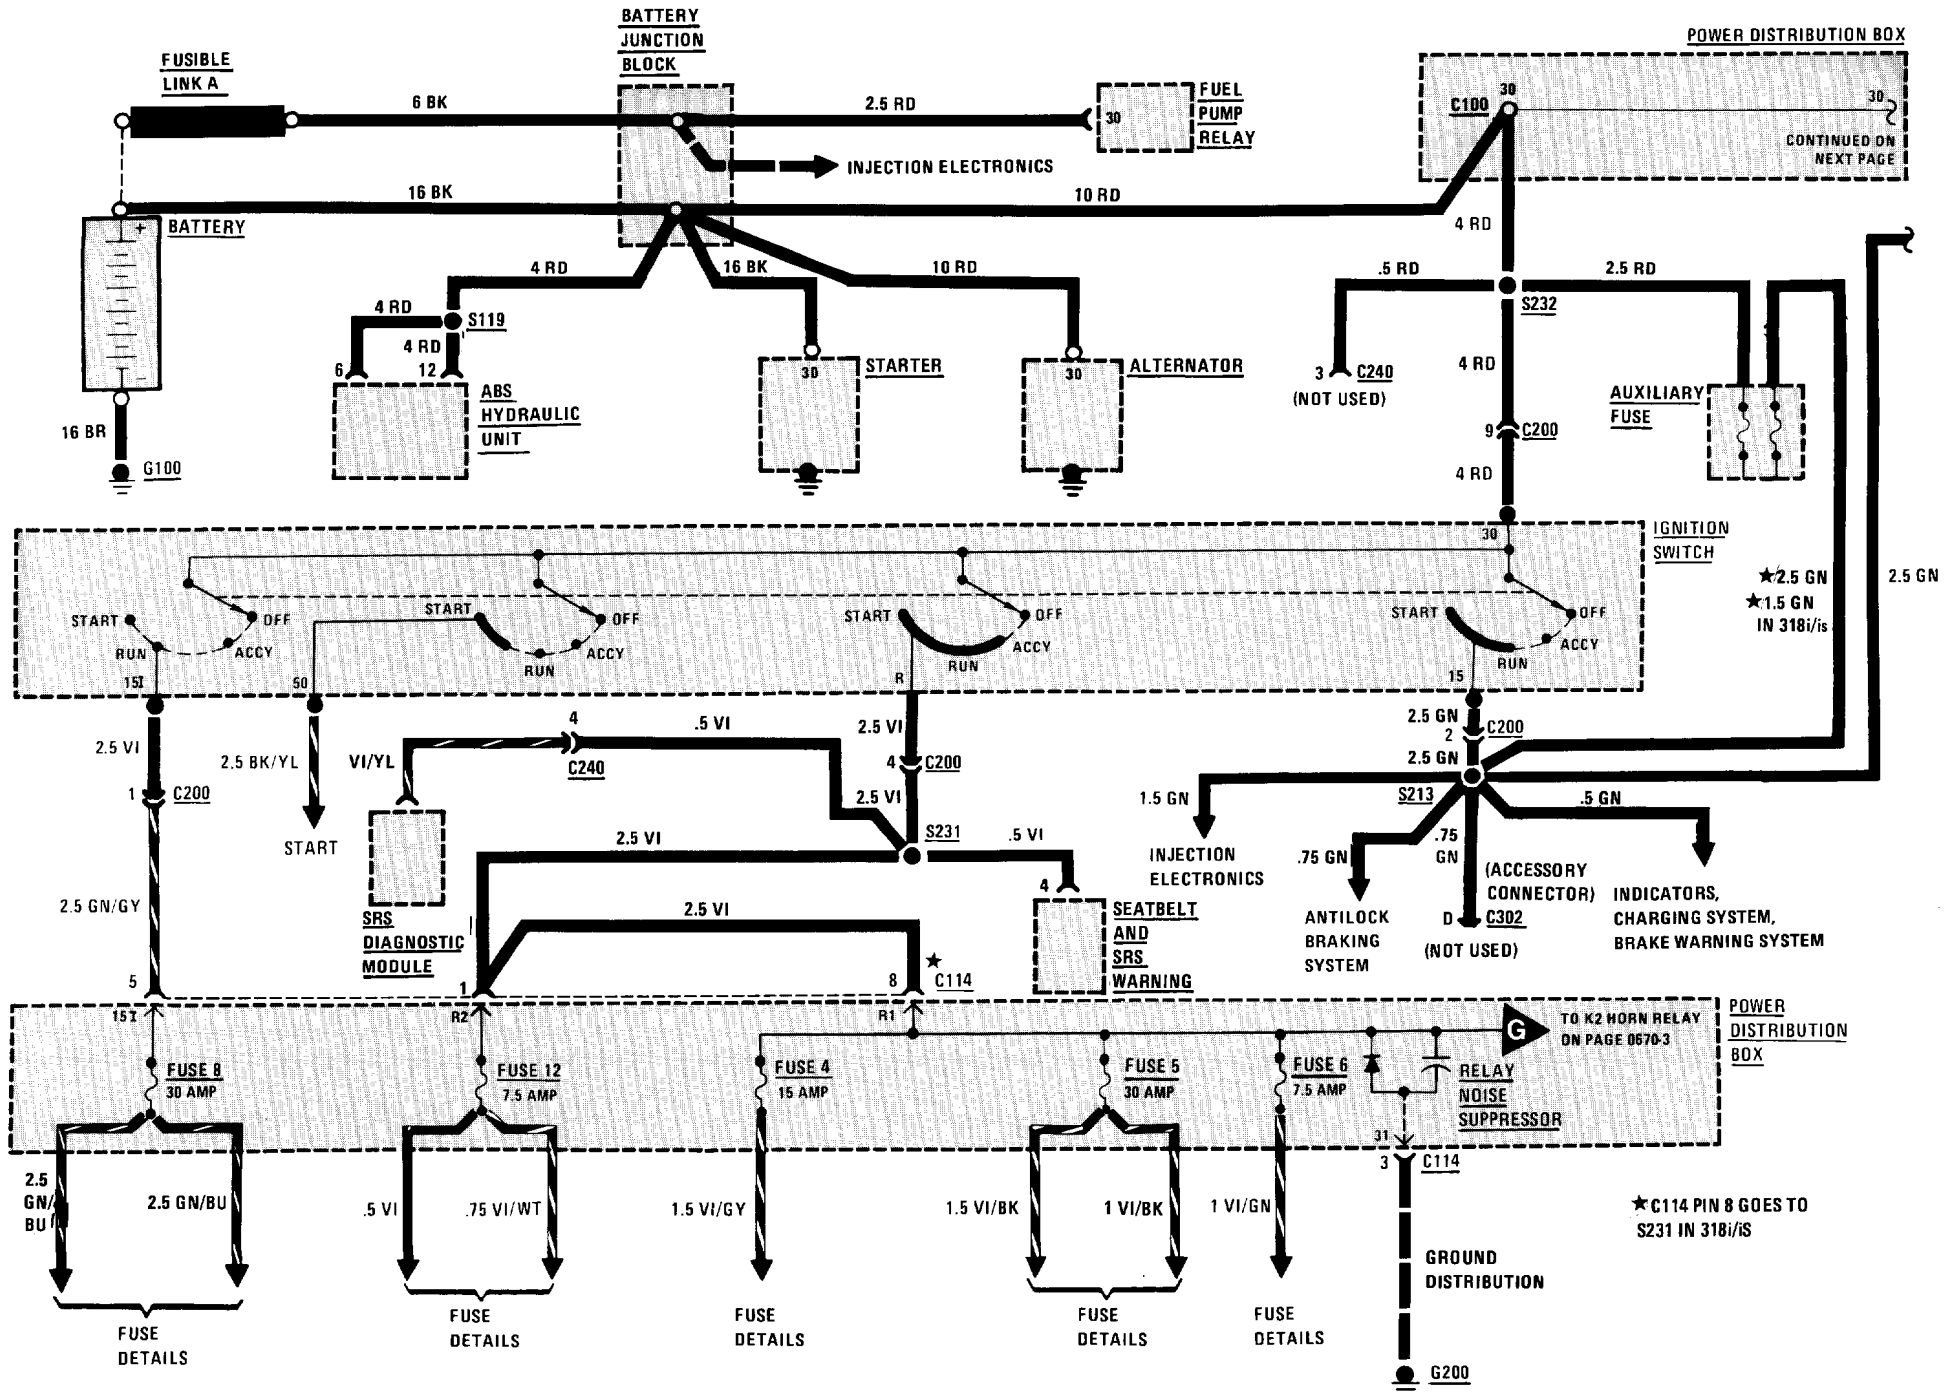 BATTERY
JUNCTION
BLOCK
POWER DISTRIBUTION BOX
FUSIBLE
LINK A
6 BK
2.5 RD
30
FUEL
PUMP
RELAY
C100
30
30
CONTINUED ON
NEXT PAGE
INJECTION ELECTRONICS
16 BK
10 RD
4 RD
BATTERY
+
4 RD
16 BK
10 RD
.5 RD
2.5 RD
S232
4 RD
S119
4 RD
6
12
30
STARTER
30
ALTERNATOR
3
C240
(NOT USED)
4 RD
AUXILIARY
FUSE
ABS
HYDRAULIC
UNIT
16 BR
G100
9
C200
4 RD
IGNITION
SWITCH
30
★2.5 GN
★1.5 GN
IN 318i/is
2.5 GN
START
OFF
RUN
ACCY
START
OFF
RUN
ACCY
START
OFF
RUN
ACCY
START
OFF
RUN
ACCY
15I
50
R
15
2.5 VI
2.5 BK/YL
VI/YL
4
C240
.5 VI
2.5 VI
2.5 GN
2
C200
4
C200
2.5 GN
1
C200
2.5 VI
S231
.5 VI
1.5 GN
S213
.5 GN
START
2.5 VI
INJECTION
ELECTRONICS
.75 GN
.75
GN
(ACCESSORY
CONNECTOR)
D
C302
(NOT USED)
INDICATORS,
CHARGING SYSTEM,
BRAKE WARNING SYSTEM
ANTILOCK
BRAKING
SYSTEM
2.5 GN/GY
SRS
DIAGNOSTIC
MODULE
2.5 VI
4
SEATBELT
AND
SRS
WARNING
5
1
8
★
C114
15I
R2
R1
G
TO K2 HORN RELAY
ON PAGE 0670-3
POWER
DISTRIBUTION
BOX
FUSE 8
30 AMP
FUSE 12
7.5 AMP
FUSE 4
15 AMP
FUSE 5
30 AMP
FUSE 6
7.5 AMP
RELAY
NOISE
SUPPRESSOR
31
3
C114
2.5
GN/
BU
2.5 GN/BU
.5 VI
.75 VI/WT
1.5 VI/GY
1.5 VI/BK
1 VI/BK
1 VI/GN
★C114 PIN 8 GOES TO
S231 IN 318i/iS
GROUND
DISTRIBUTION
FUSE
DETAILS
FUSE
DETAILS
FUSE
DETAILS
FUSE
DETAILS
FUSE
DETAILS
G200